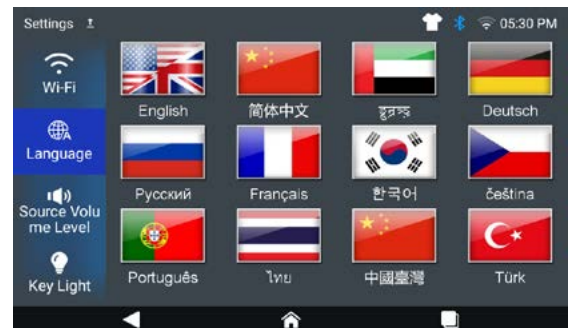 Settings
05:30 PM
Wi-Fi
Language
Source Volu
me Level
Key Light
English
简体中文
Deutsch
Русский
Français
한국어
čeština
Português
ไทย
中國臺灣
Türk